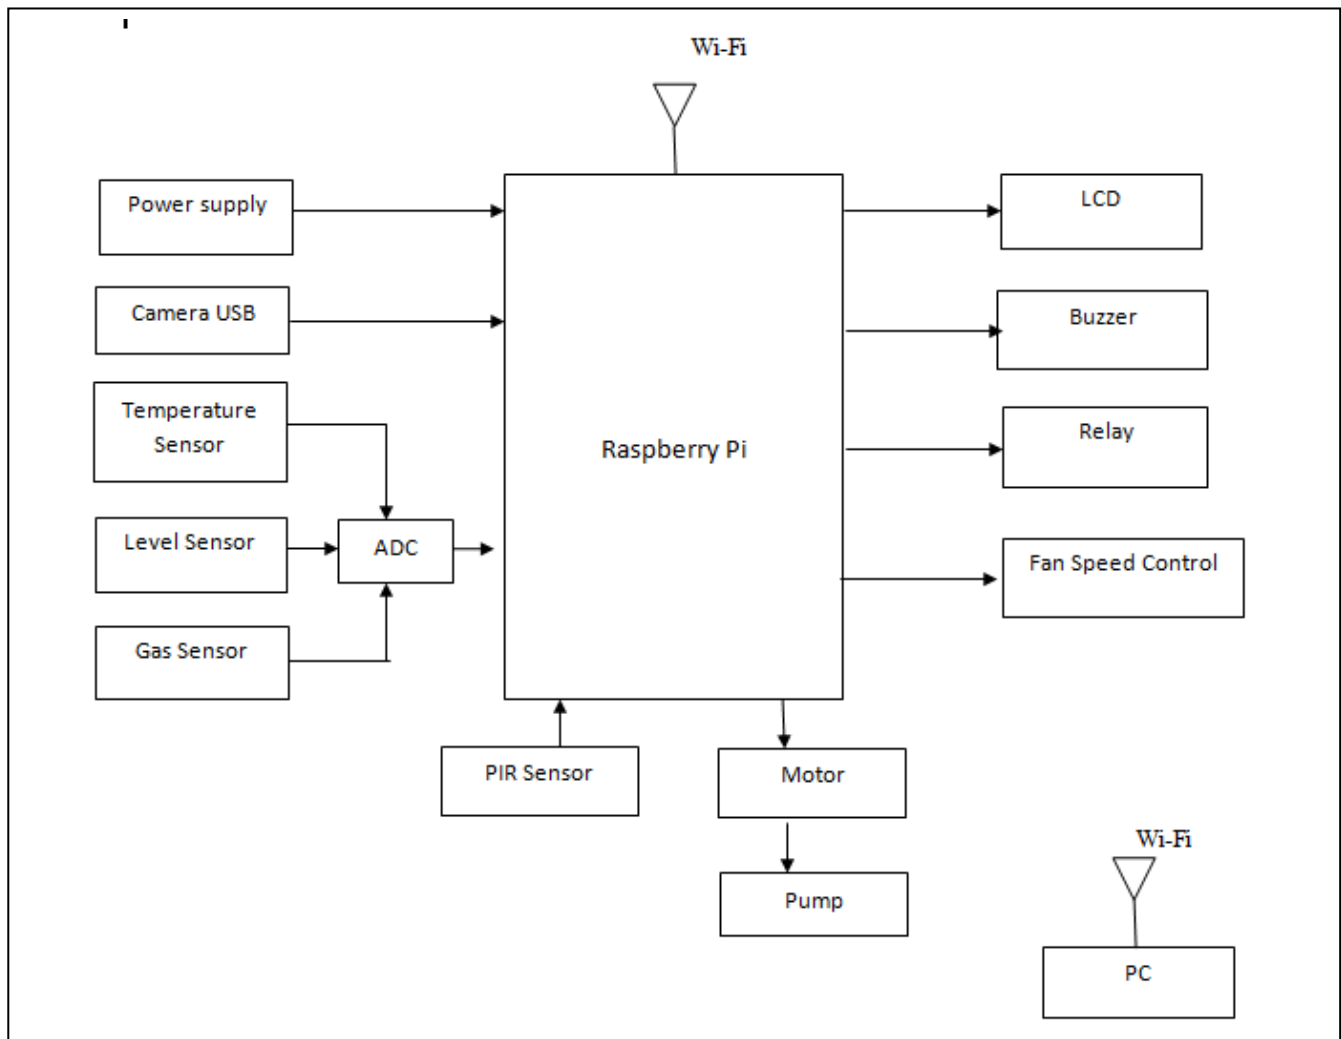 Wi-Fi
Power supply
LCD
Camera USB
Buzzer
Temperature
Sensor
Relay
Raspberry Pi
Level Sensor
ADC
Fan Speed Control
Gas Sensor
PIR Sensor
Motor
Wi-Fi
Pump
PC